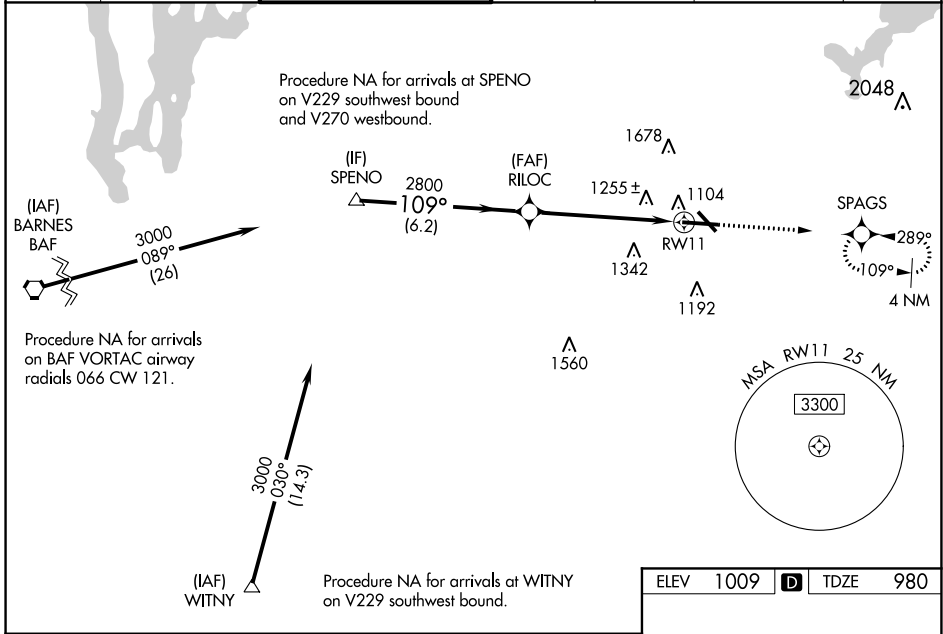 Procedure NA for arrivals at SPENO
on V229 southwest bound
and V270 westbound.
2048
1678
(IF)
SPENO
2800
109°
(6.2)
(FAF)
RILOC
1255 ±
1104
RW11
1342
1192
1560
SPAGS
289°
109°
4 NM
(IAF)
BARNES
BAF
3000
089°
(26)
Procedure NA for arrivals
on BAF VORTAC airway
radials 066 CW 121.
MSA RW11 25 NM
3300
3000
030°
(14.3)
(IAF)
WITNY
Procedure NA for arrivals at WITNY
on V229 southwest bound.
ELEV 1009 D TDZE 980